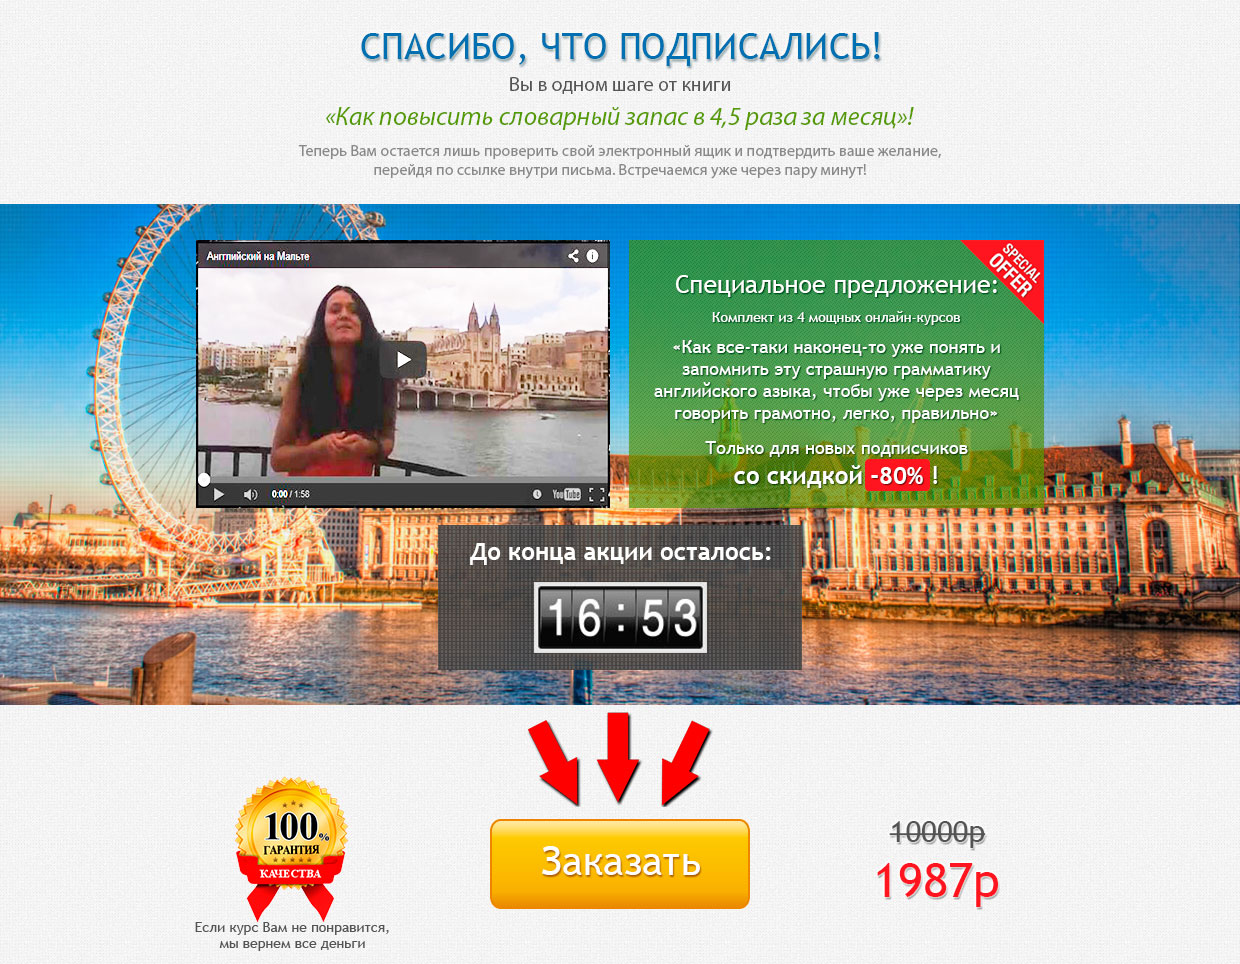 СПАСИБО, ЧТО ПОДПИСАЛИСЬ!
Вы в одном шаге от книги
«Как повысить словарный запас в 4,5 раза за месяц»!
Теперь Вам остается лишь проверить свой электронный ящик и подтвердить ваше желание,
перейдя по ссылке внутри письма. Встречаемся уже через пару минут!
Англлийский на Мальте
0:00 / 1:58
YouTube
SPECIAL
OFFER
Специальное предложение:
Комплект из 4 мощных онлайн-курсов
«Как все-таки наконец-то уже понять и
запомнить эту страшную грамматику
английского азыка, чтобы уже через месяц
говорить грамотно, легко, правильно»
Только для новых подписчиков
со скидкой -80% !
До конца акции осталось:
16:53
100%
ГАРАНТИЯ
КАЧЕСТВА
Если курс Вам не понравится,
мы вернем все деньги
Заказать
10000р
1987р